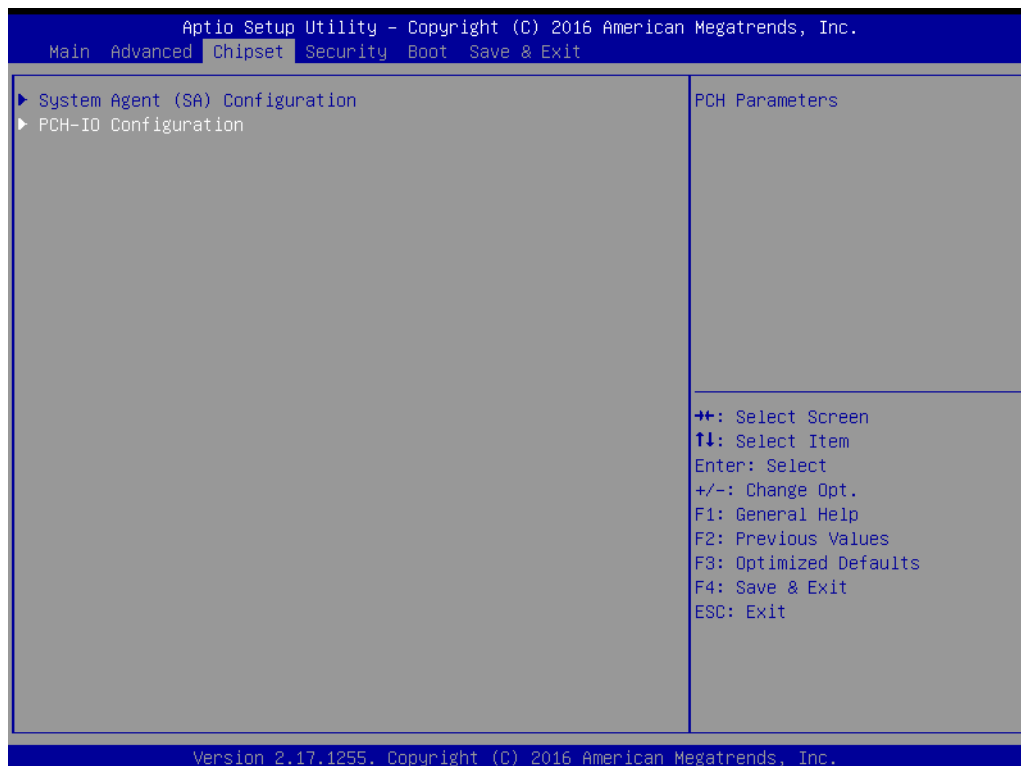 Aptio Setup Utility – Copyright (C) 2016 American Megatrends, Inc.
Main Advanced Chipset Security Boot Save & Exit
▶ System Agent (SA) Configuration
▶ PCH-IO Configuration
PCH Parameters
→←: Select Screen
↑↓: Select Item
Enter: Select
+/-: Change Opt.
F1: General Help
F2: Previous Values
F3: Optimized Defaults
F4: Save & Exit
ESC: Exit
Version 2.17.1255. Copyright (C) 2016 American Megatrends, Inc.